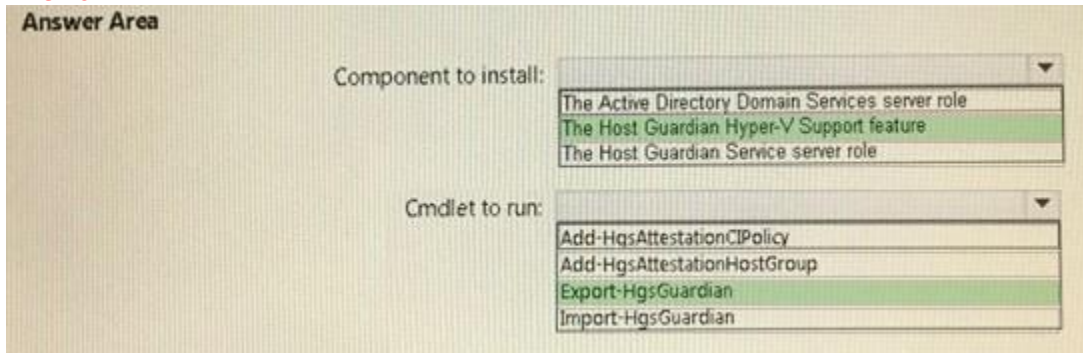 Answer Area
Component to install:
The Active Directory Domain Services server role
The Host Guardian Hyper-V Support feature
The Host Guardian Service server role
Cmdlet to run:
Add-HgsAttestationCIPolicy
Add-HgsAttestationHostGroup
Export-HgsGuardian
Import-HgsGuardian